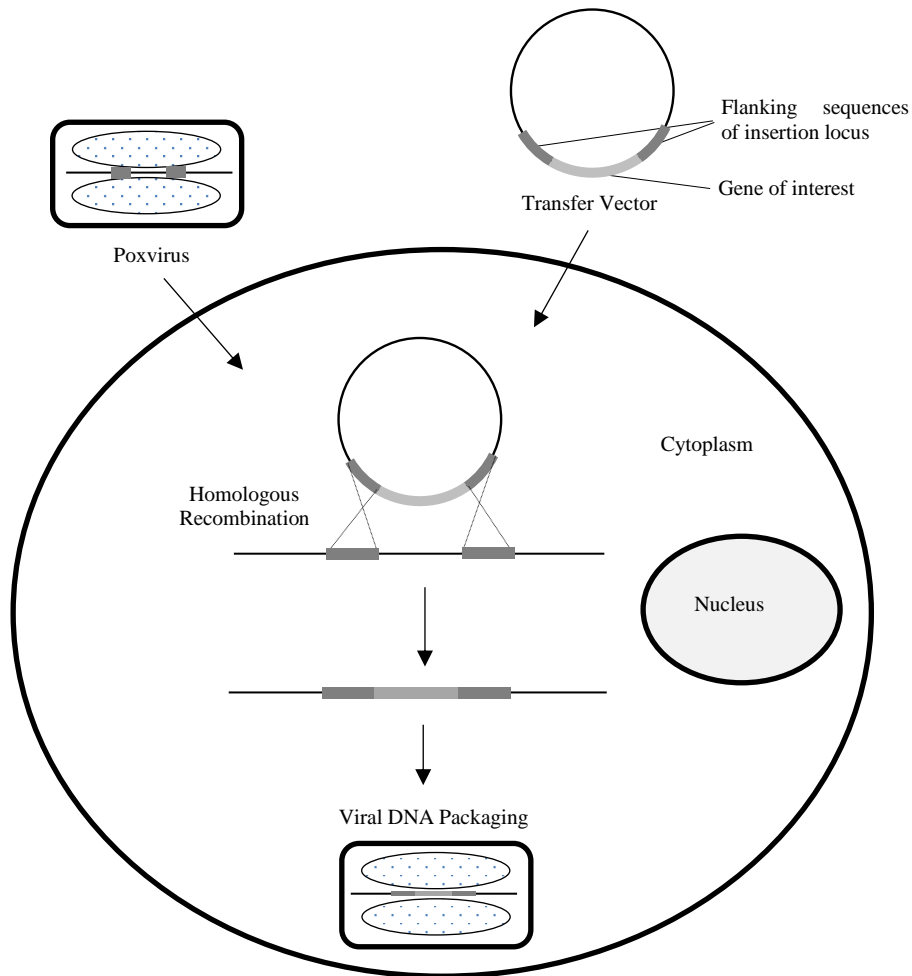 Flanking sequences
of insertion locus
Gene of interest
Transfer Vector
Poxvirus
Cytoplasm
Homologous
Recombination
Nucleus
Viral DNA Packaging